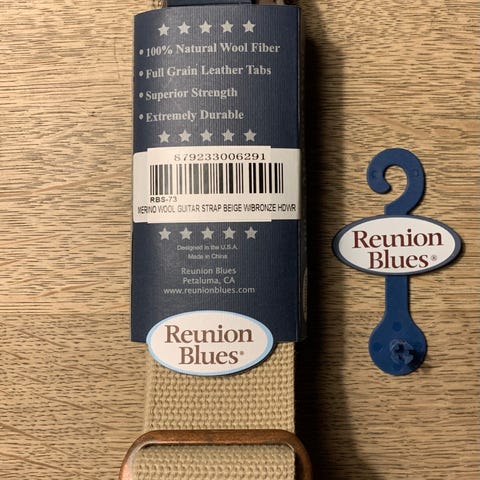 • 100% Natural Wool Fiber
• Full Grain Leather Tabs
• Superior Strength
• Extremely Durable
879233006291
RBS-73
MERINO WOOL GUITAR STRAP BEIGE W/BRONZE HDWR
Designed in the U.S.A.
Made in China
Reunion Blues
Petaluma, CA
www.reunionblues.com
Reunion
Blues®
Reunion
Blues®